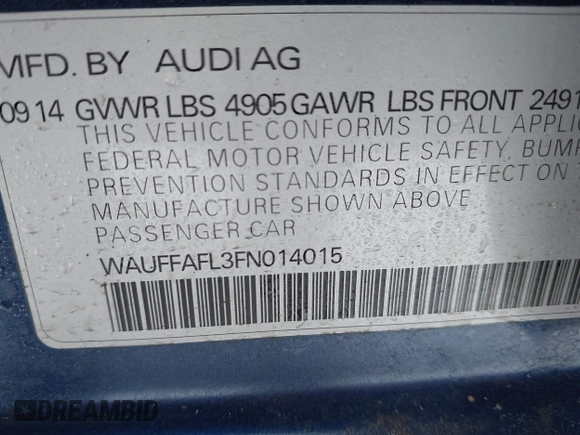 MFD. BY AUDI AG
09 14 GVWR LBS 4905 GAWR LBS FRONT 2491
THIS VEHICLE CONFORMS TO ALL APPLIC
FEDERAL MOTOR VEHICLE SAFETY, BUMP
PREVENTION STANDARDS IN EFFECT ON
MANUFACTURE SHOWN ABOVE
PASSENGER CAR
WAUFFAFL3FN014015
DREAMBID